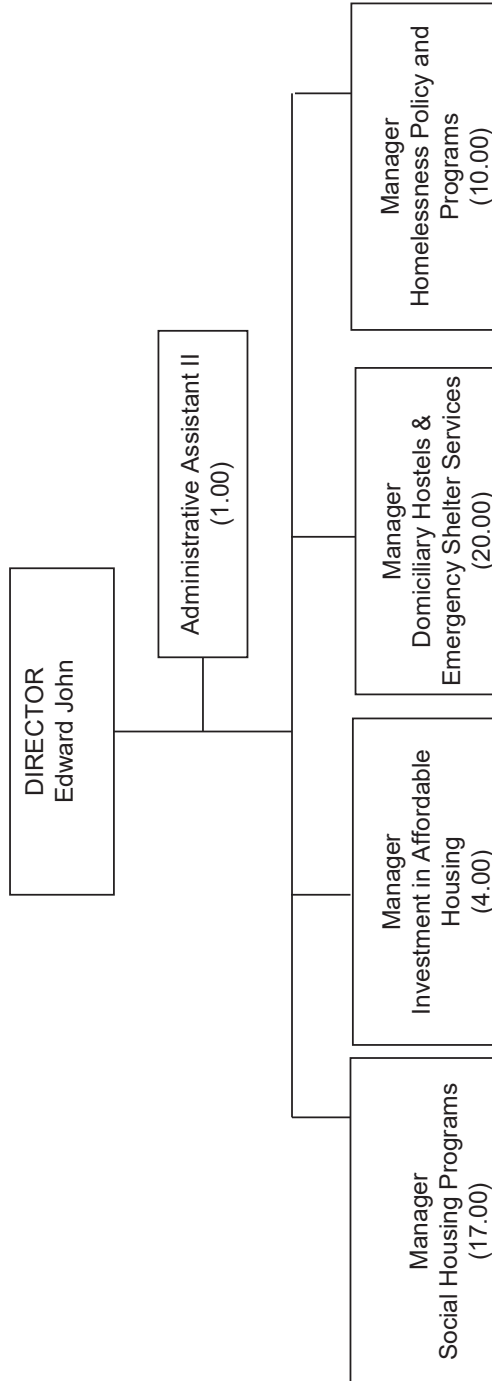 DIRECTOR
Edward John
Administrative Assistant II
(1.00)
Manager
Social Housing Programs
(17.00)
Manager
Investment in Affordable
Housing
(4.00)
Manager
Domiciliary Hostels &
Emergency Shelter Services
(20.00)
Manager
Homelessness Policy and
Programs
(10.00)